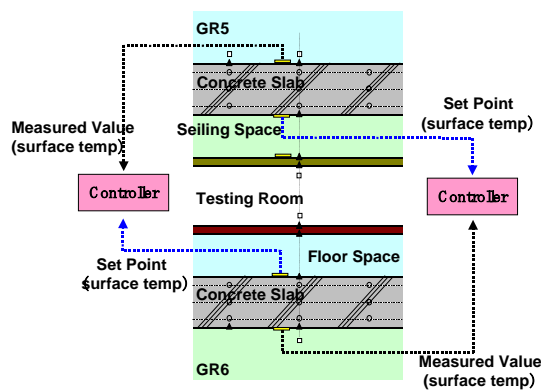 GR5
Concrete Slab
Measured Value
(surface temp)
Seiling Space
Set Point
(surface temp)
Controller
Controller
Testing Room
Set Point
(surface temp)
Floor Space
Concrete Slab
Measured Value
(surface temp)
GR6